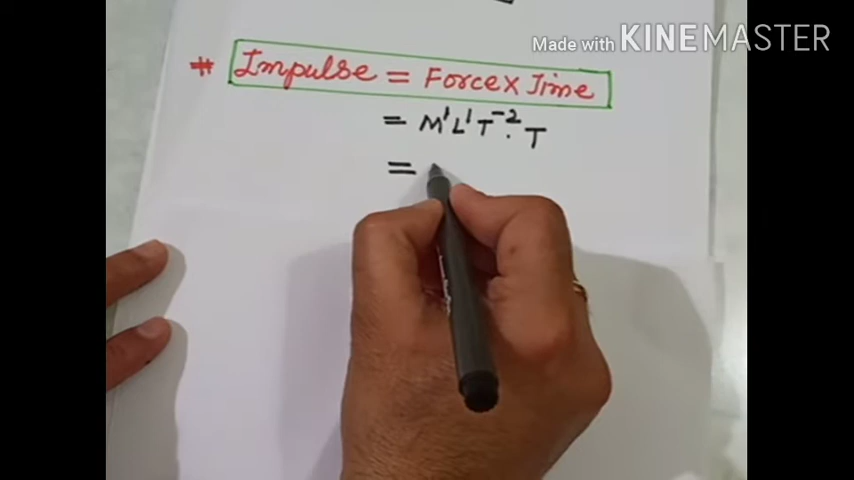 Made with KINEMASTER
# Impulse = Force x Time
= M¹L¹T⁻².T
=